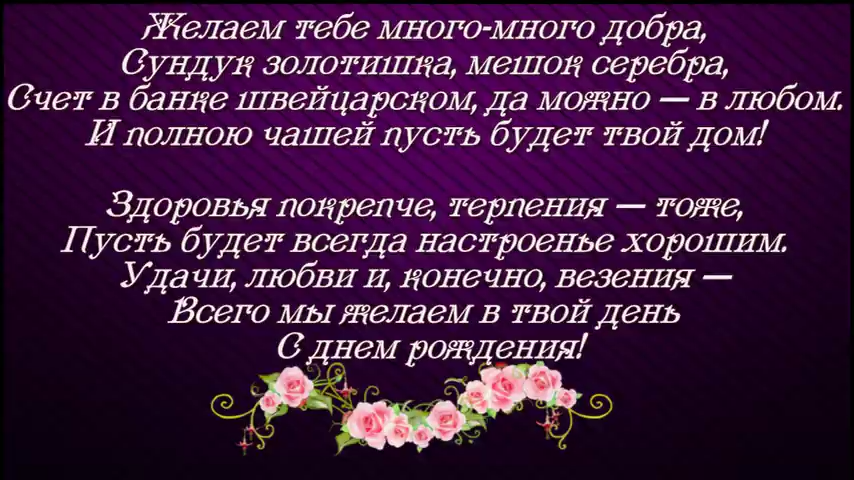 Желаем тебе много-много добра,
Сундук золотишка, мешок серебра,
Счет в банке швейцарском, да можно — в любом.
И полною чашей пусть будет твой дом!
Здоровья покрепче, терпения — тоже,
Пусть будет всегда настроенье хорошим.
Удачи, любви и, конечно, везения —
Всего мы желаем в твой день
С днем рождения!